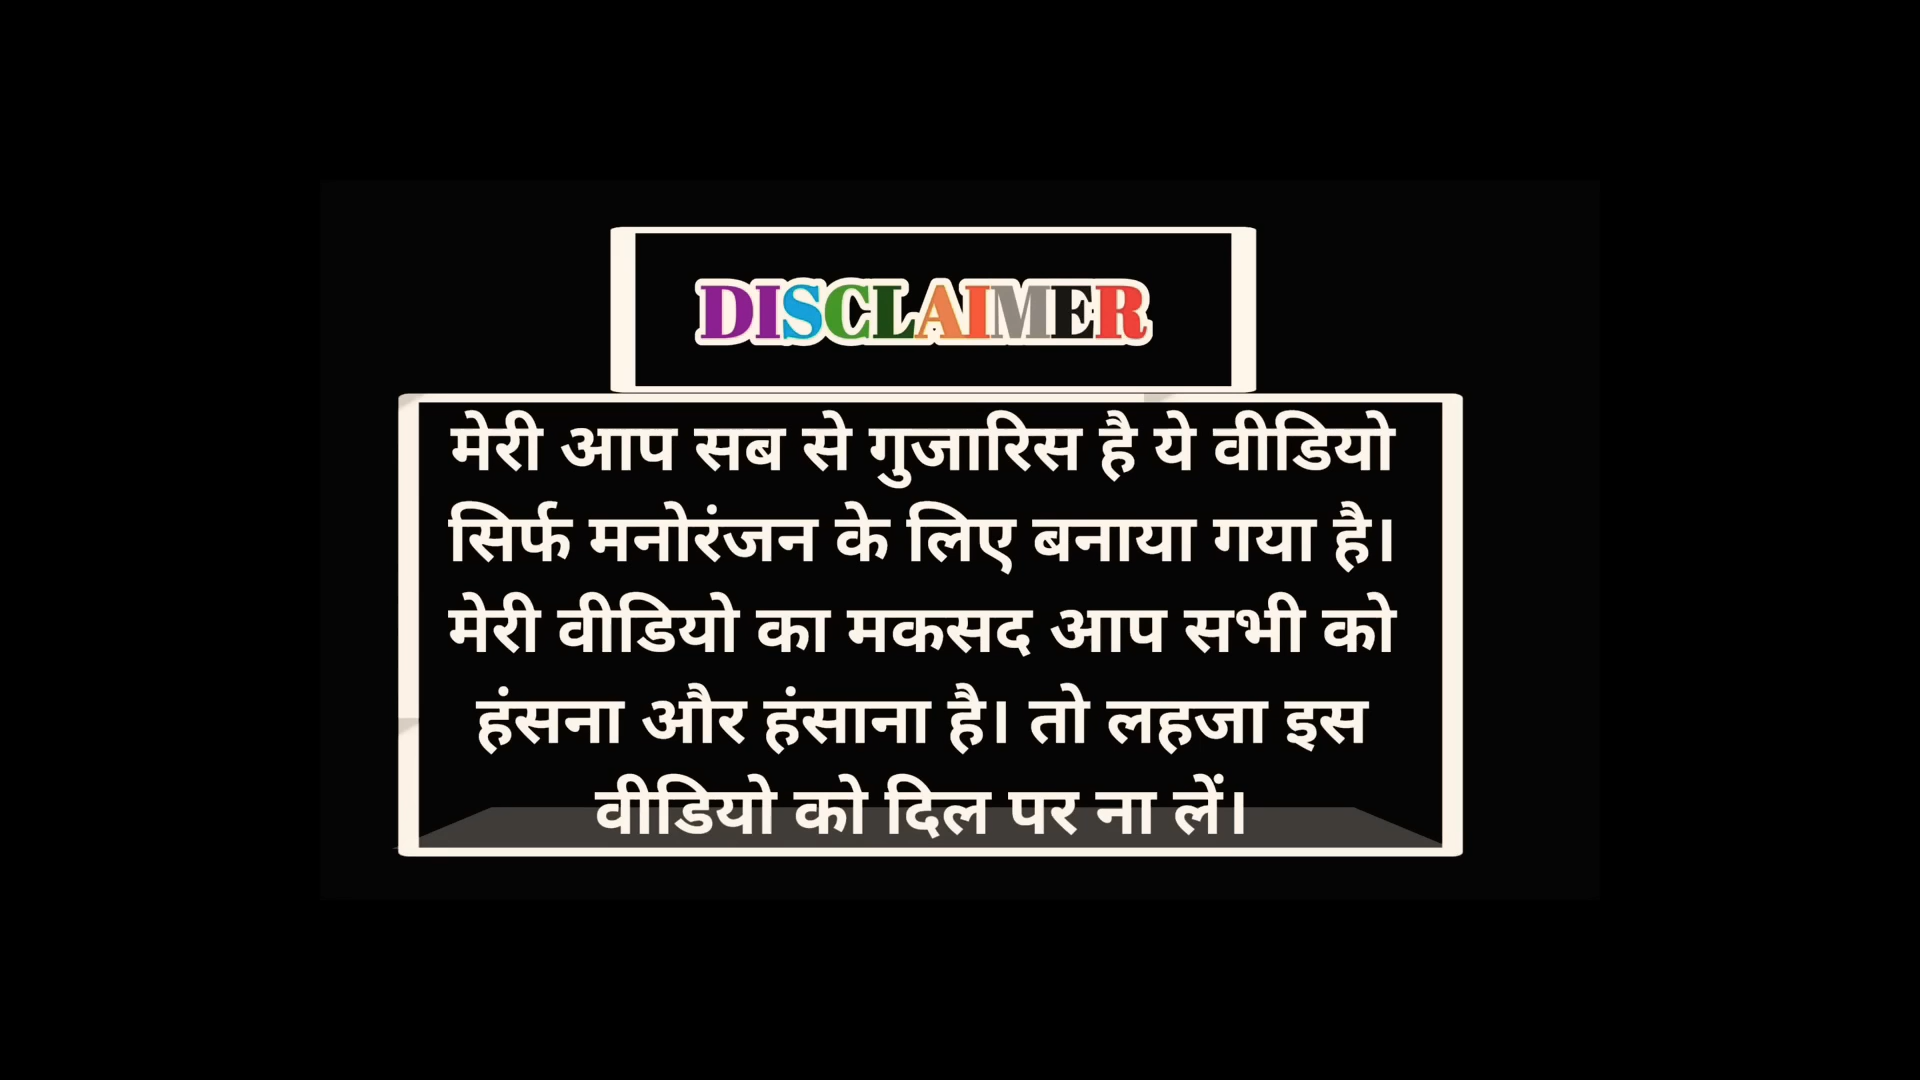 DISCLAIMER
मेरी आप सब से गुजारिस है ये वीडियो
सिर्फ मनोरंजन के लिए बनाया गया है।
मेरी वीडियो का मकसद आप सभी को
हंसना और हंसाना है। तो लहजा इस
वीडियो को दिल पर ना लें।